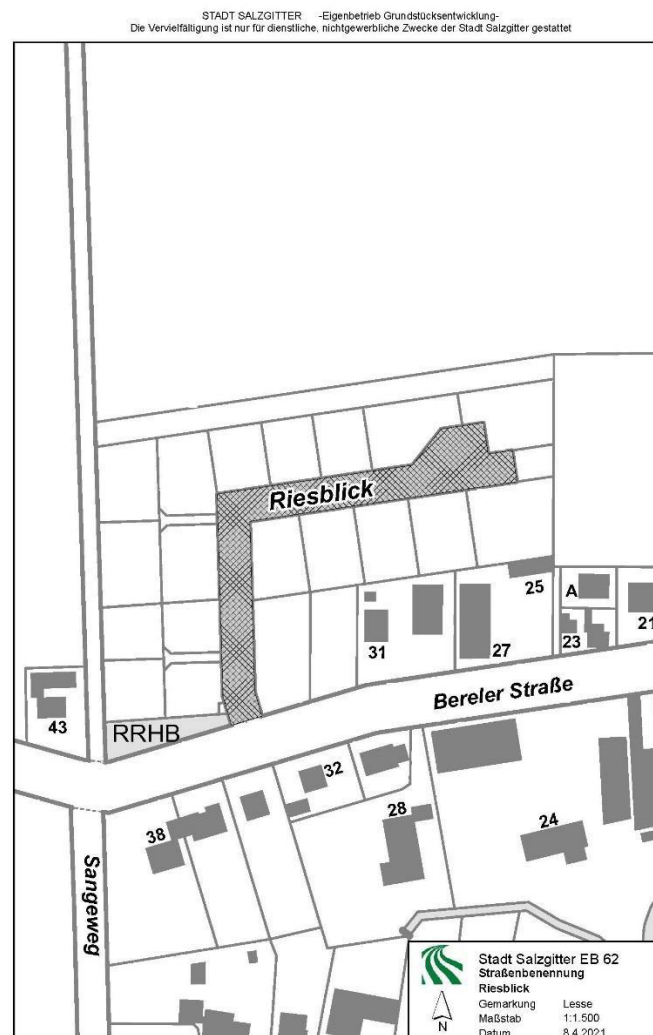 STADT SALZGITTER -Eigenbetrieb Grundstücksentwicklung-
Die Vervielfältigung ist nur für dienstliche, nichtgewerbliche Zwecke der Stadt Salzgitter gestattet
Riesblick
25
A
21
23
31
27
Bereler Straße
43
RRHB
32
28
38
24
Sangeweg
Stadt Salzgitter EB 62
Straßenbenennung
Riesblick
Gemarkung Lesse
Maßstab 1:1.500
N
Datum 8.4.2021